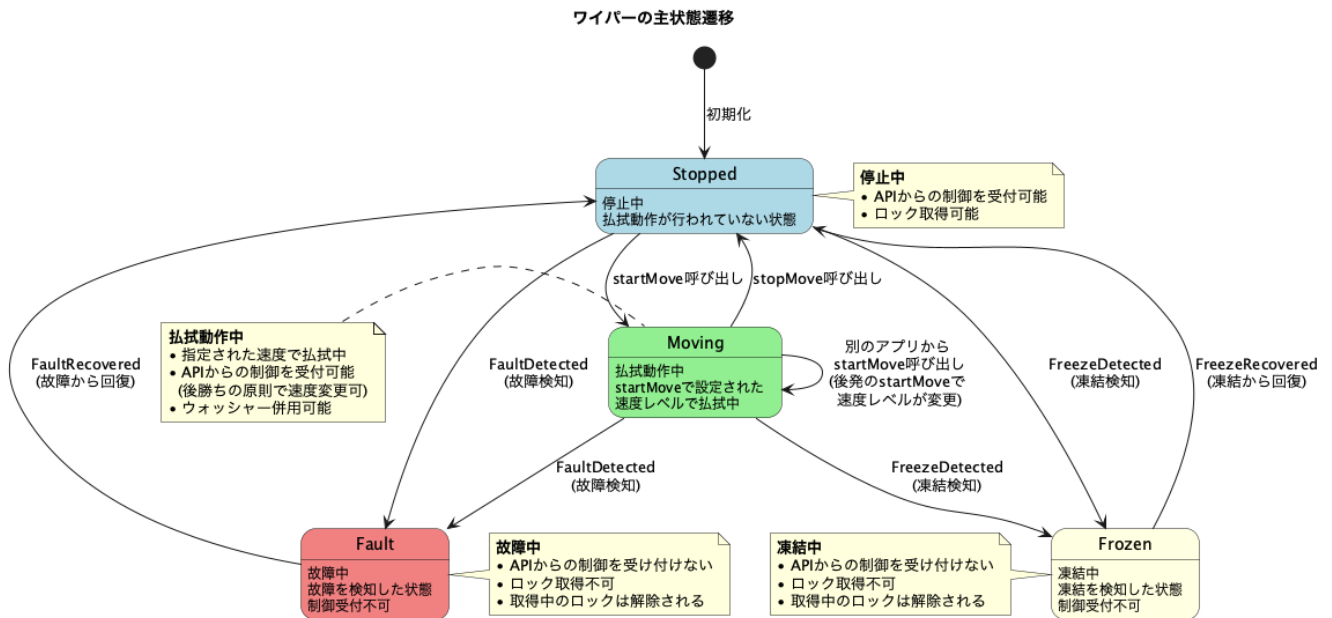 ワイパーの主状態遷移
初期化
Stopped
停止中
払拭動作が行われていない状態
停止中
• APIからの制御を受付可能
• ロック取得可能
startMove呼び出し
stopMove呼び出し
払拭動作中
• 指定された速度で払拭中
• APIからの制御を受付可能
(後勝ちの原則で速度変更可)
• ウォッシャー併用可能
Moving
払拭動作中
startMoveで設定された
速度レベルで払拭中
別のアプリから
startMove呼び出し
(後発のstartMoveで
速度レベルが変更)
FaultRecovered
(故障から回復)
FaultDetected
(故障検知)
FreezeDetected
(凍結検知)
FreezeRecovered
(凍結から回復)
FaultDetected
(故障検知)
FreezeDetected
(凍結検知)
Fault
故障中
故障を検知した状態
制御受付不可
故障中
• APIからの制御を受け付けない
• ロック取得不可
• 取得中のロックは解除される
凍結中
• APIからの制御を受け付けない
• ロック取得不可
• 取得中のロックは解除される
Frozen
凍結中
凍結を検知した状態
制御受付不可